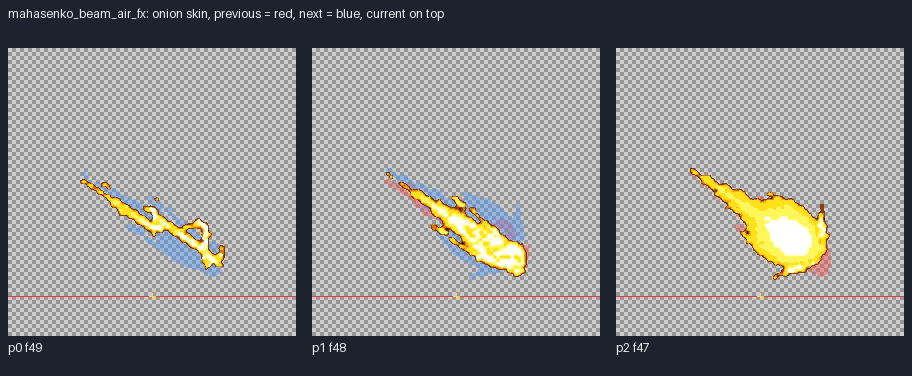 mahasenko_beam_air_fx: onion skin, previous = red, next = blue, current on top
p0 f49
p1 f48
p2 f47